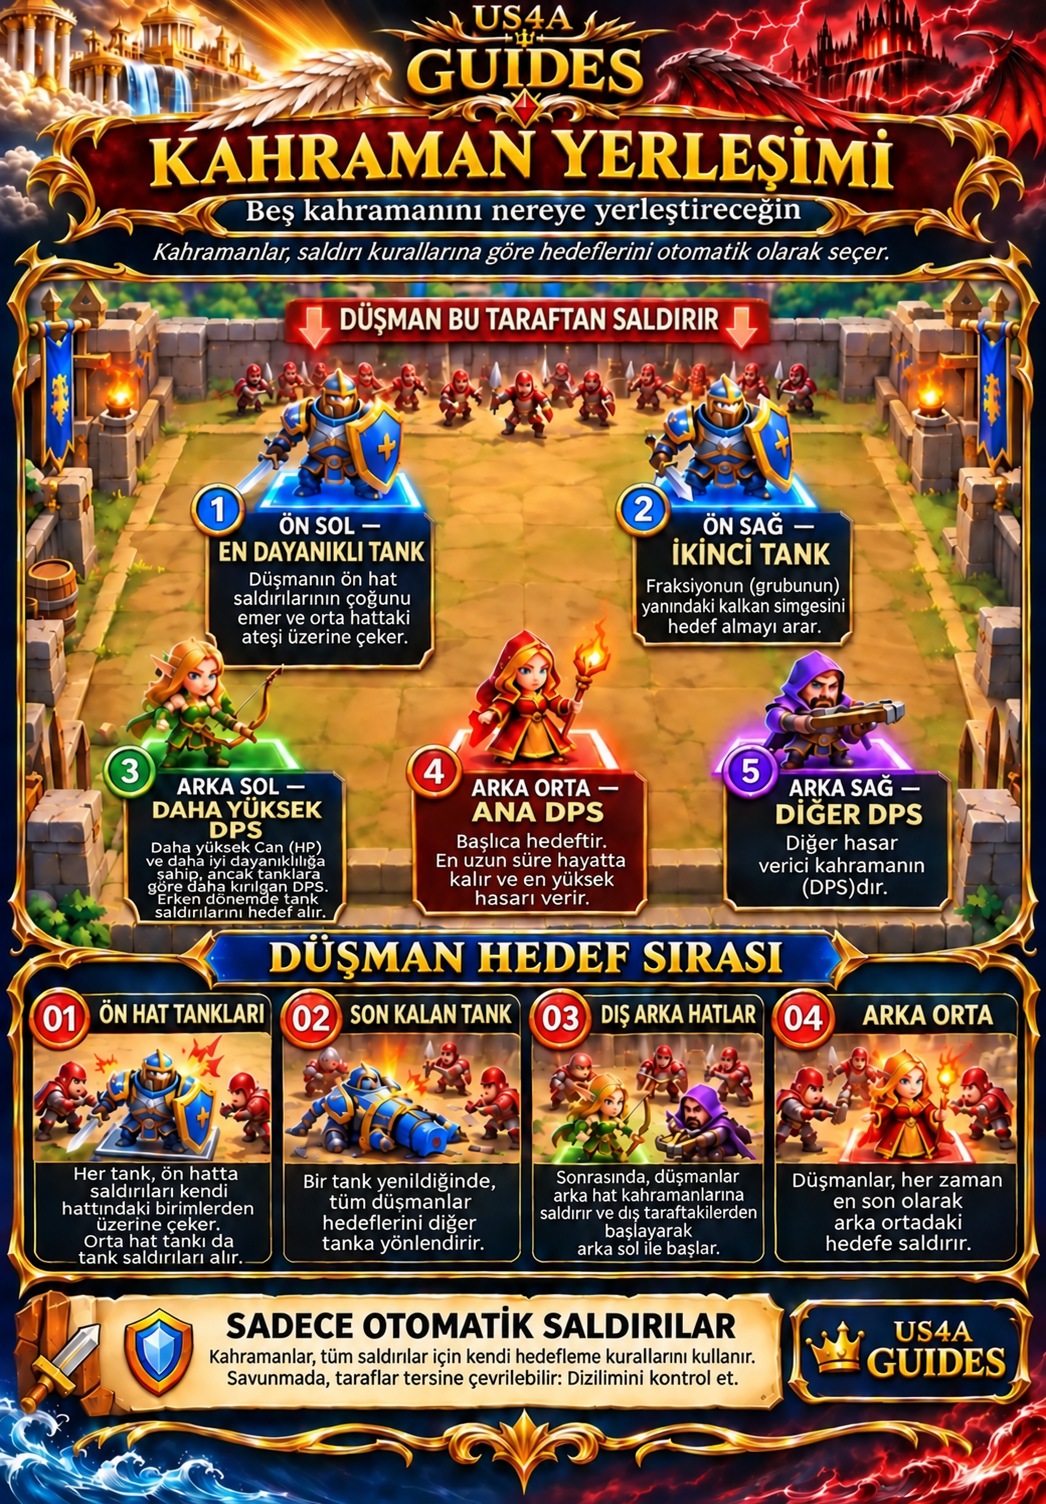 US4A
GUIDES
KAHRAMAN YERLEŞİMİ
Beş kahramanını nereye yerleştireceğin
Kahramanlar, saldırı kurallarına göre hedeflerini otomatik olarak seçer.
DÜŞMAN BU TARAFTAN SALDIRIR
1
ÖN SOL —
EN DAYANIKLI TANK
Düşmanın ön hat
saldırılarının çoğunu
emer ve orta hattaki
ateşi üzerine çeker.
2
ÖN SAĞ —
İKİNCİ TANK
Fraksiyonun (grubunun)
yanındaki kalkan simgesini
hedef almayı arar.
3
ARKA SOL —
DAHA YÜKSEK
DPS
Daha yüksek Can (HP)
ve daha iyi dayanıklılığa
sahip, ancak tanklara
göre daha kırılgan DPS.
Erken dönemde tank
saldırılarını hedef alır.
4
ARKA ORTA —
ANA DPS
Başlıca hedeftir.
En uzun süre hayatta
kalır ve en yüksek
hasarı verir.
5
ARKA SAĞ —
DİĞER DPS
Diğer hasar
verici kahramanın
(DPS)dır.
DÜŞMAN HEDEF SIRASI
01 ÖN HAT TANKLARI
Her tank, ön hatta
saldırıları kendi
hattındaki birimlerden
üzerine çeker.
Orta hat tankı da
tank saldırıları alır.
02 SON KALAN TANK
Bir tank yenildiğinde,
tüm düşmanlar
hedeflerini diğer
tanka yönlendirir.
03 DIŞ ARKA HATLAR
Sonrasında, düşmanlar
arka hat kahramanlarına
saldırır ve dış taraftakilerden
başlayarak
arka sol ile başlar.
04 ARKA ORTA
Düşmanlar, her zaman
en son olarak
arka ortadaki
hedefe saldırır.
SADECE OTOMATİK SALDIRILAR
Kahramanlar, tüm saldırılar için kendi hedefleme kurallarını kullanır.
Savunmada, taraflar tersine çevrilebilir: Dizilimini kontrol et.
US4A
GUIDES